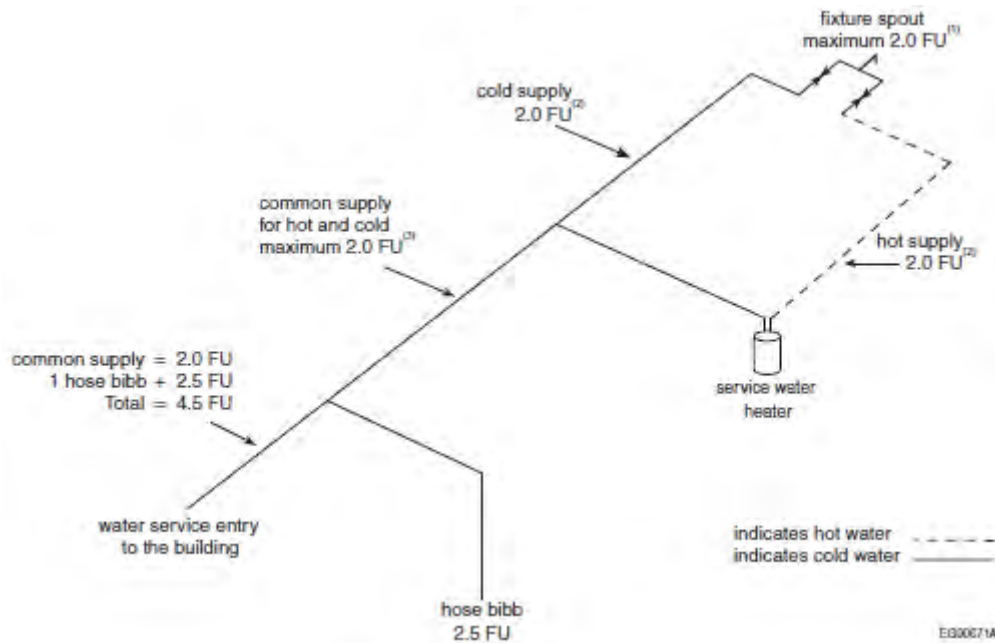 fixture spout
maximum 2.0 FU(1)
cold supply
2.0 FU(2)
common supply
for hot and cold
maximum 2.0 FU(3)
hot supply
2.0 FU(2)
common supply = 2.0 FU
1 hose bibb + 2.5 FU
Total = 4.5 FU
service water
heater
water service entry
to the building
indicates hot water
indicates cold water
hose bibb
2.5 FU